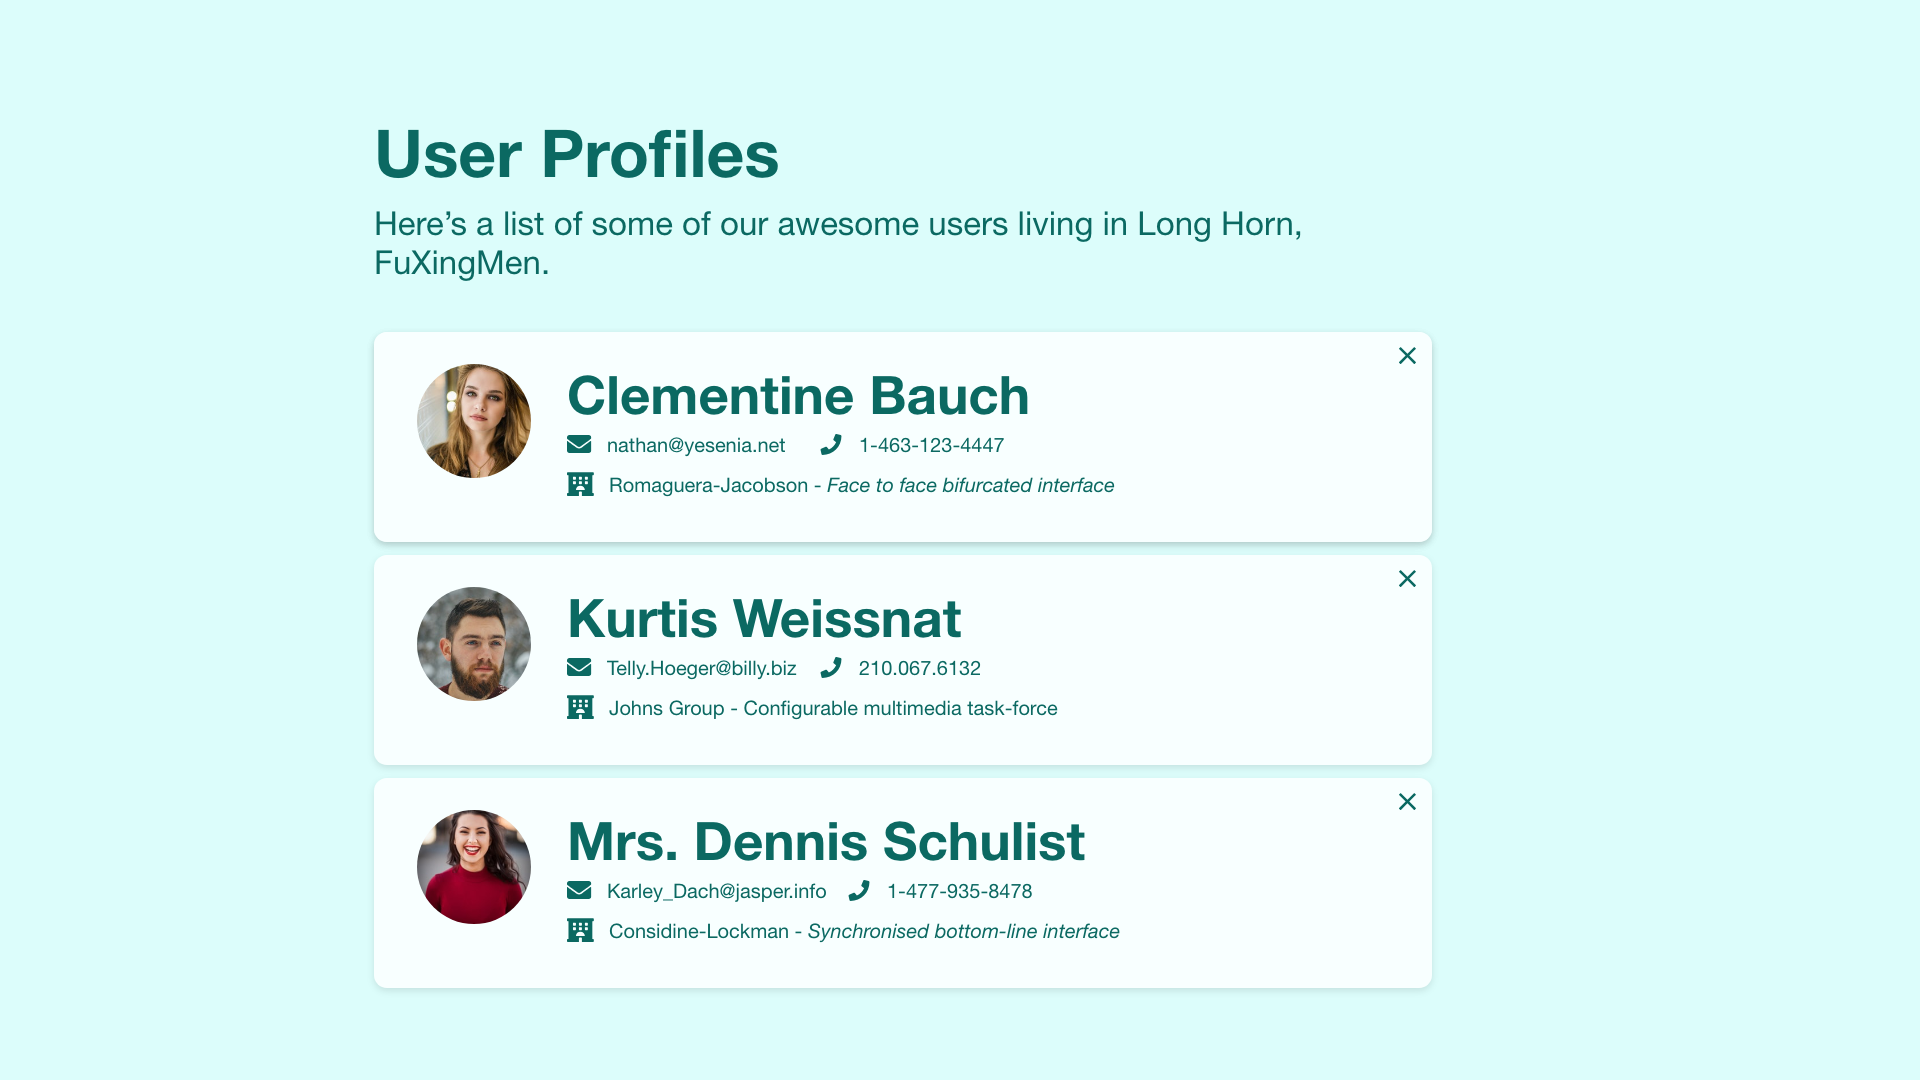 User Profiles
Here’s a list of some of our awesome users living in Long Horn,
FuXingMen.
Clementine Bauch
nathan@yesenia.net 1-463-123-4447
Romaguera-Jacobson - Face to face bifurcated interface
Kurtis Weissnat
Telly.Hoeger@billy.biz 210.067.6132
Johns Group - Configurable multimedia task-force
Mrs. Dennis Schulist
Karley_Dach@jasper.info 1-477-935-8478
Considine-Lockman - Synchronised bottom-line interface